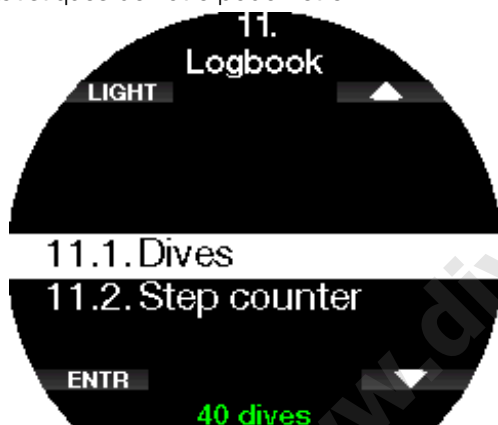 11.
Logbook
LIGHT
11.1. Dives
11.2. Step counter
ENTR
40 dives